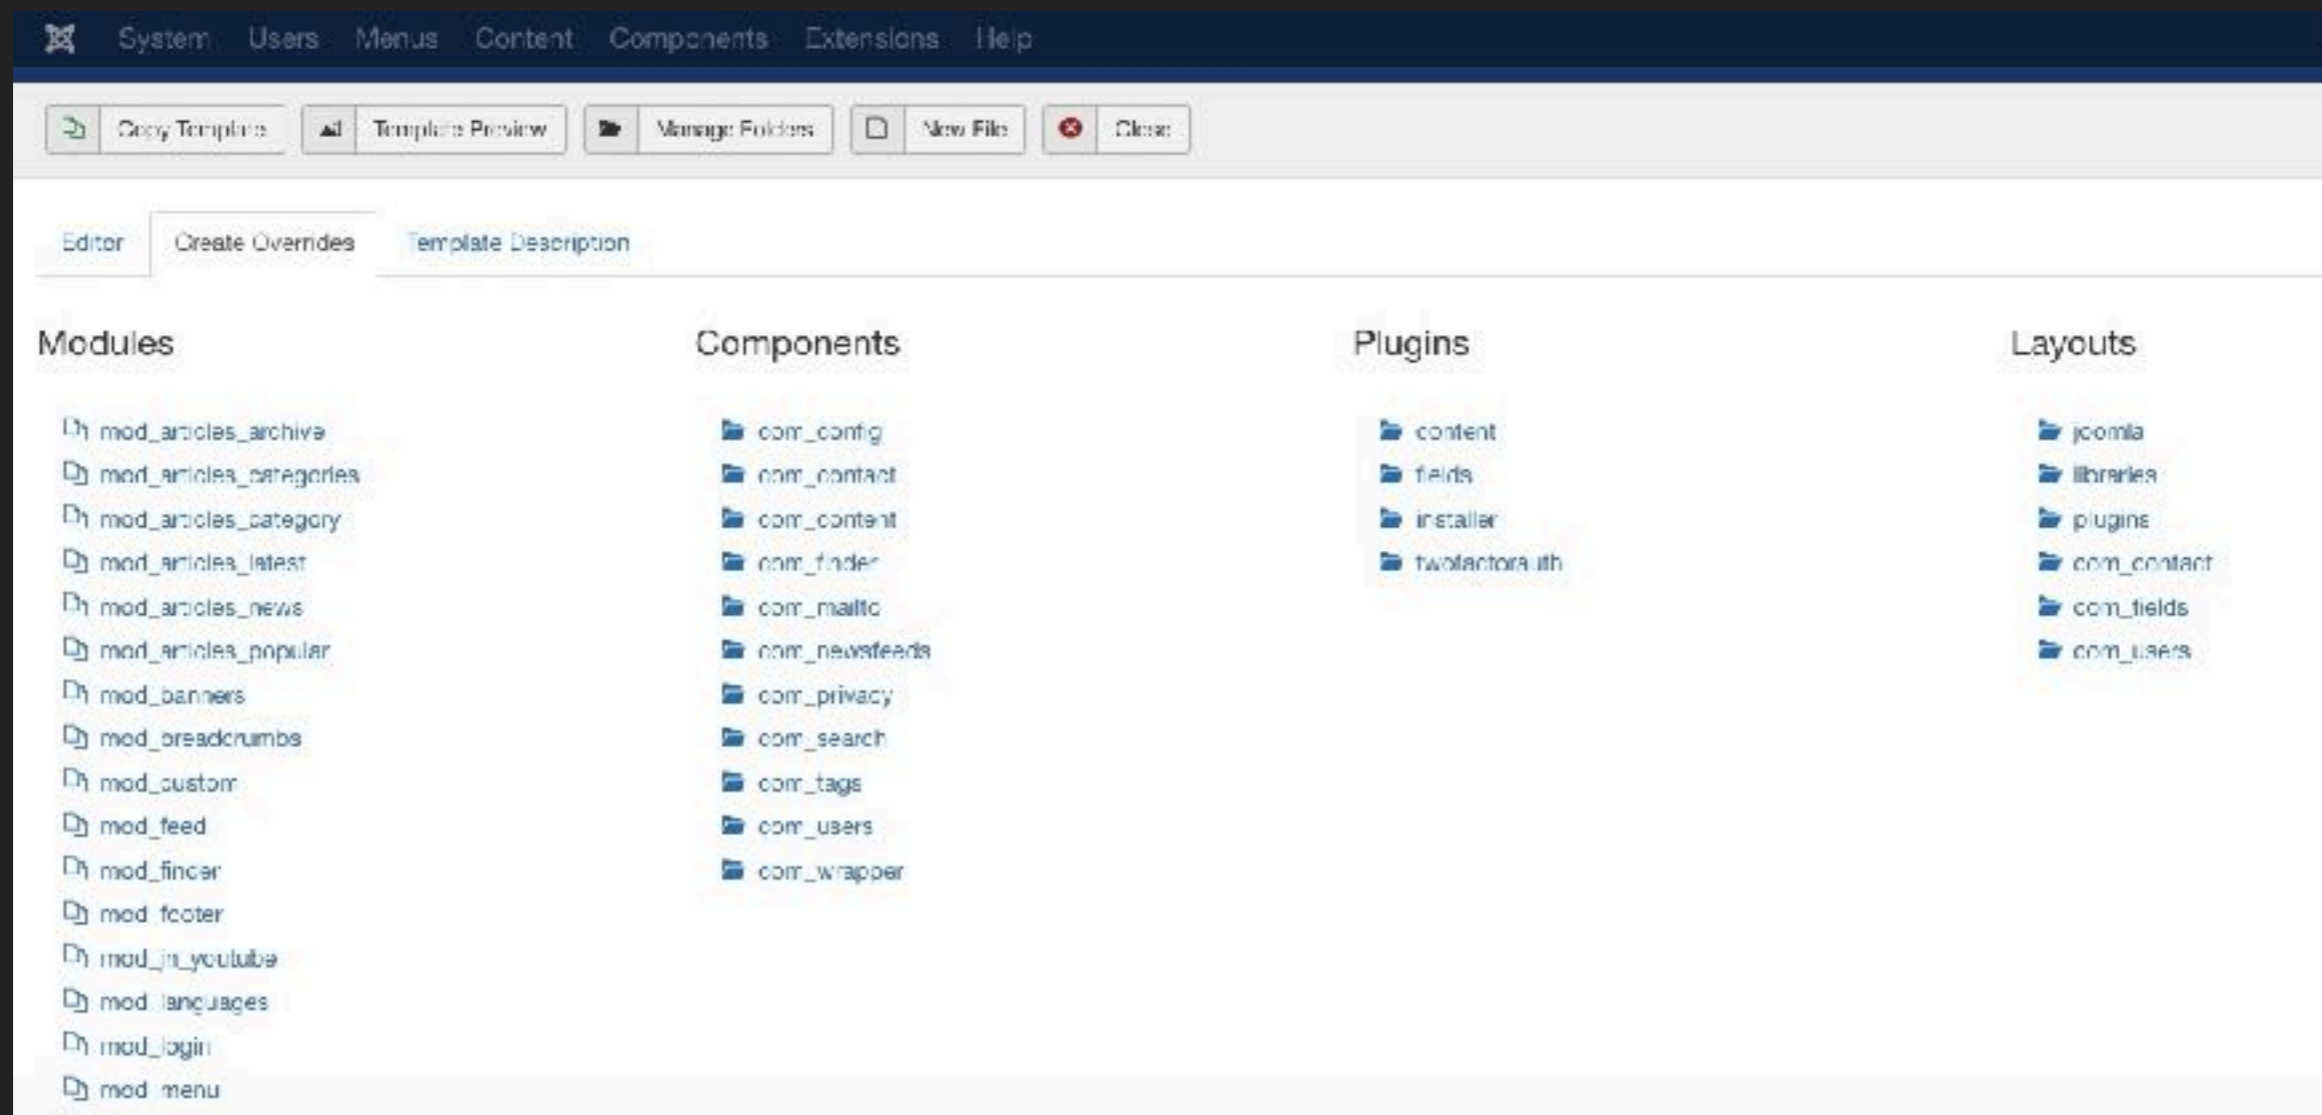 System Users Menus Content Components Extensions Help
Copy Template Template Preview Manage Folders New File Close
Editor Create Overrides Template Description
Modules
mod_articles_archive
mod_articles_categories
mod_articles_category
mod_articles_latest
mod_articles_news
mod_articles_popular
mod_banners
mod_breadcrumbs
mod_custom
mod_feed
mod_finder
mod_footer
mod_jn_youtube
mod_languages
mod_login
mod_menu
Components
com_config
com_contact
com_content
com_finder
com_mailto
com_newsfeeds
com_privacy
com_search
com_tags
com_users
com_wrapper
Plugins
content
fields
installer
twofactorauth
Layouts
joomla
libraries
plugins
com_contact
com_fields
com_users